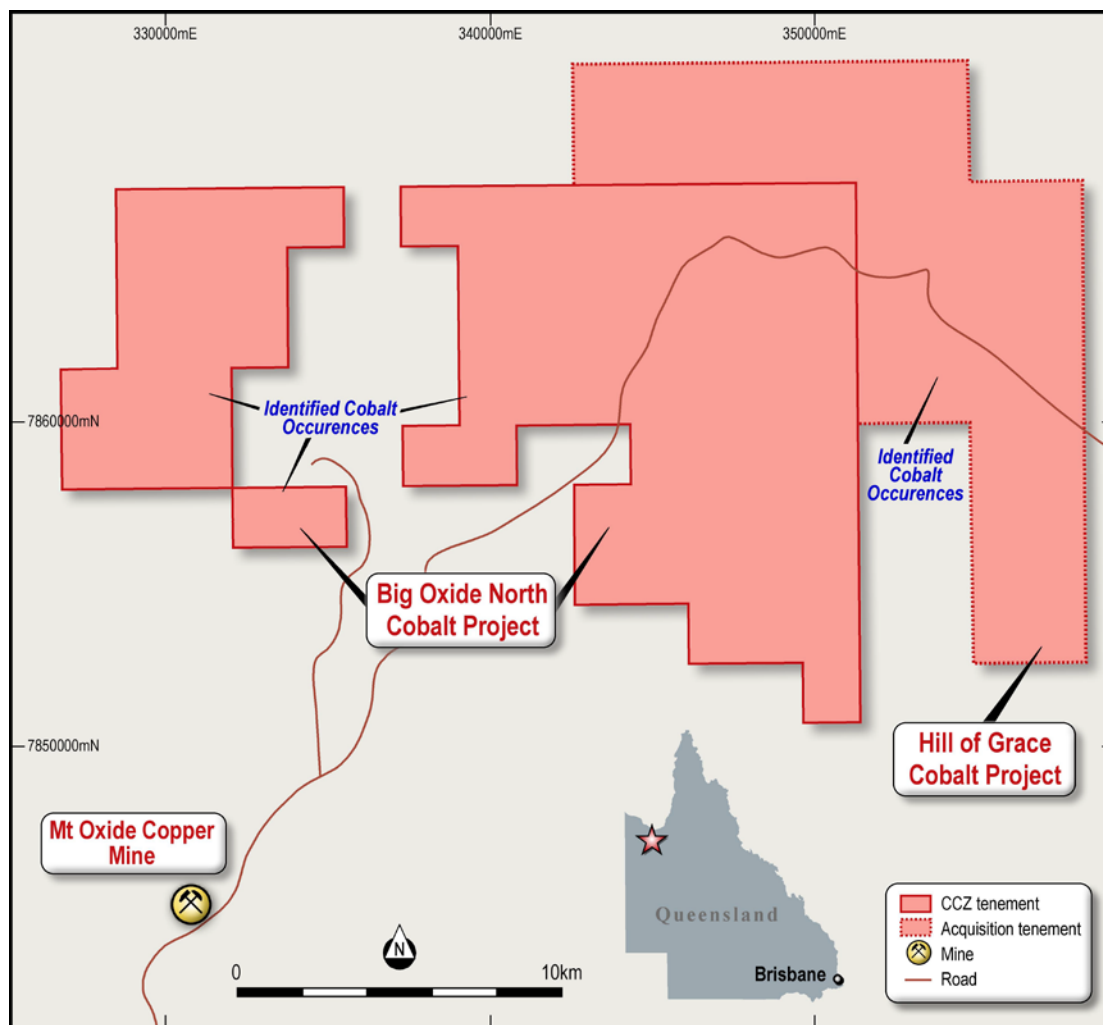 330000mE
340000mE
350000mE
7860000mN
Identified Cobalt
Occurences
Identified
Cobalt
Occurences
Big Oxide North
Cobalt Project
7850000mN
Hill of Grace
Cobalt Project
Mt Oxide Copper
Mine
Queensland
Brisbane
N
0
10km
CCZ tenement
Acquisition tenement
Mine
Road